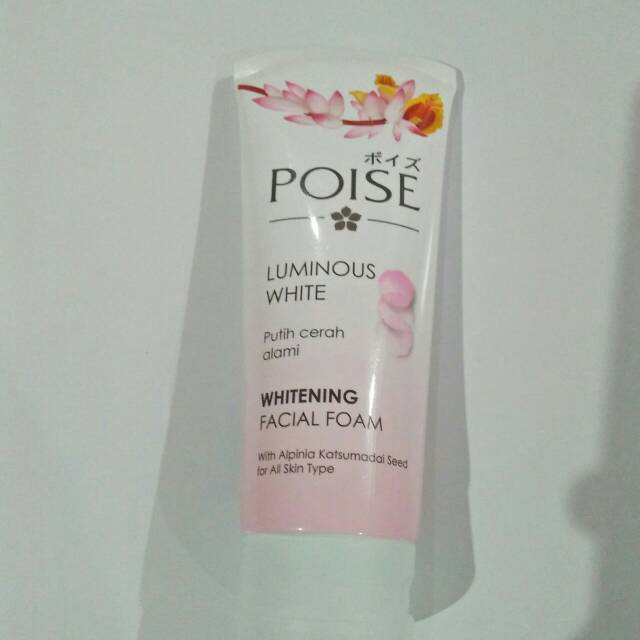 ポイズ
POISE
LUMINOUS
WHITE
Putih cerah
alami
WHITENING
FACIAL FOAM
With Alpinia Katsumadai Seed
for All Skin Type